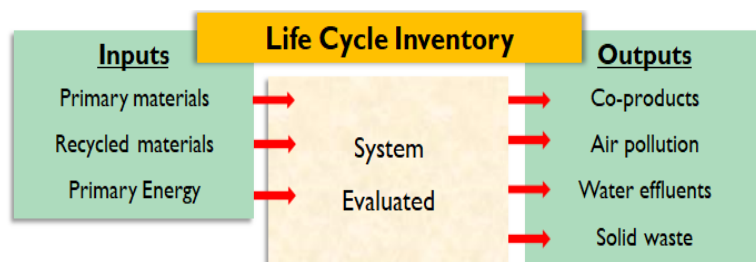 Life Cycle Inventory
Inputs
Primary materials
Recycled materials
Primary Energy
System
Evaluated
Outputs
Co-products
Air pollution
Water effluents
Solid waste